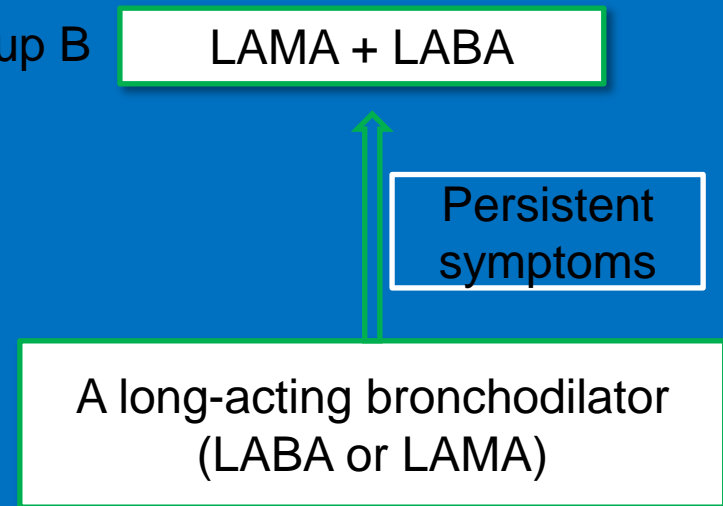 up B
LAMA + LABA
Persistent
symptoms
A long-acting bronchodilator
(LABA or LAMA)